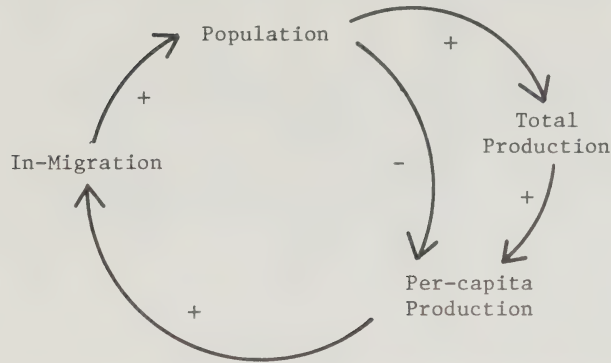 Population
+
+
Total
Production
In-Migration
-
+
Per-capita
Production
+